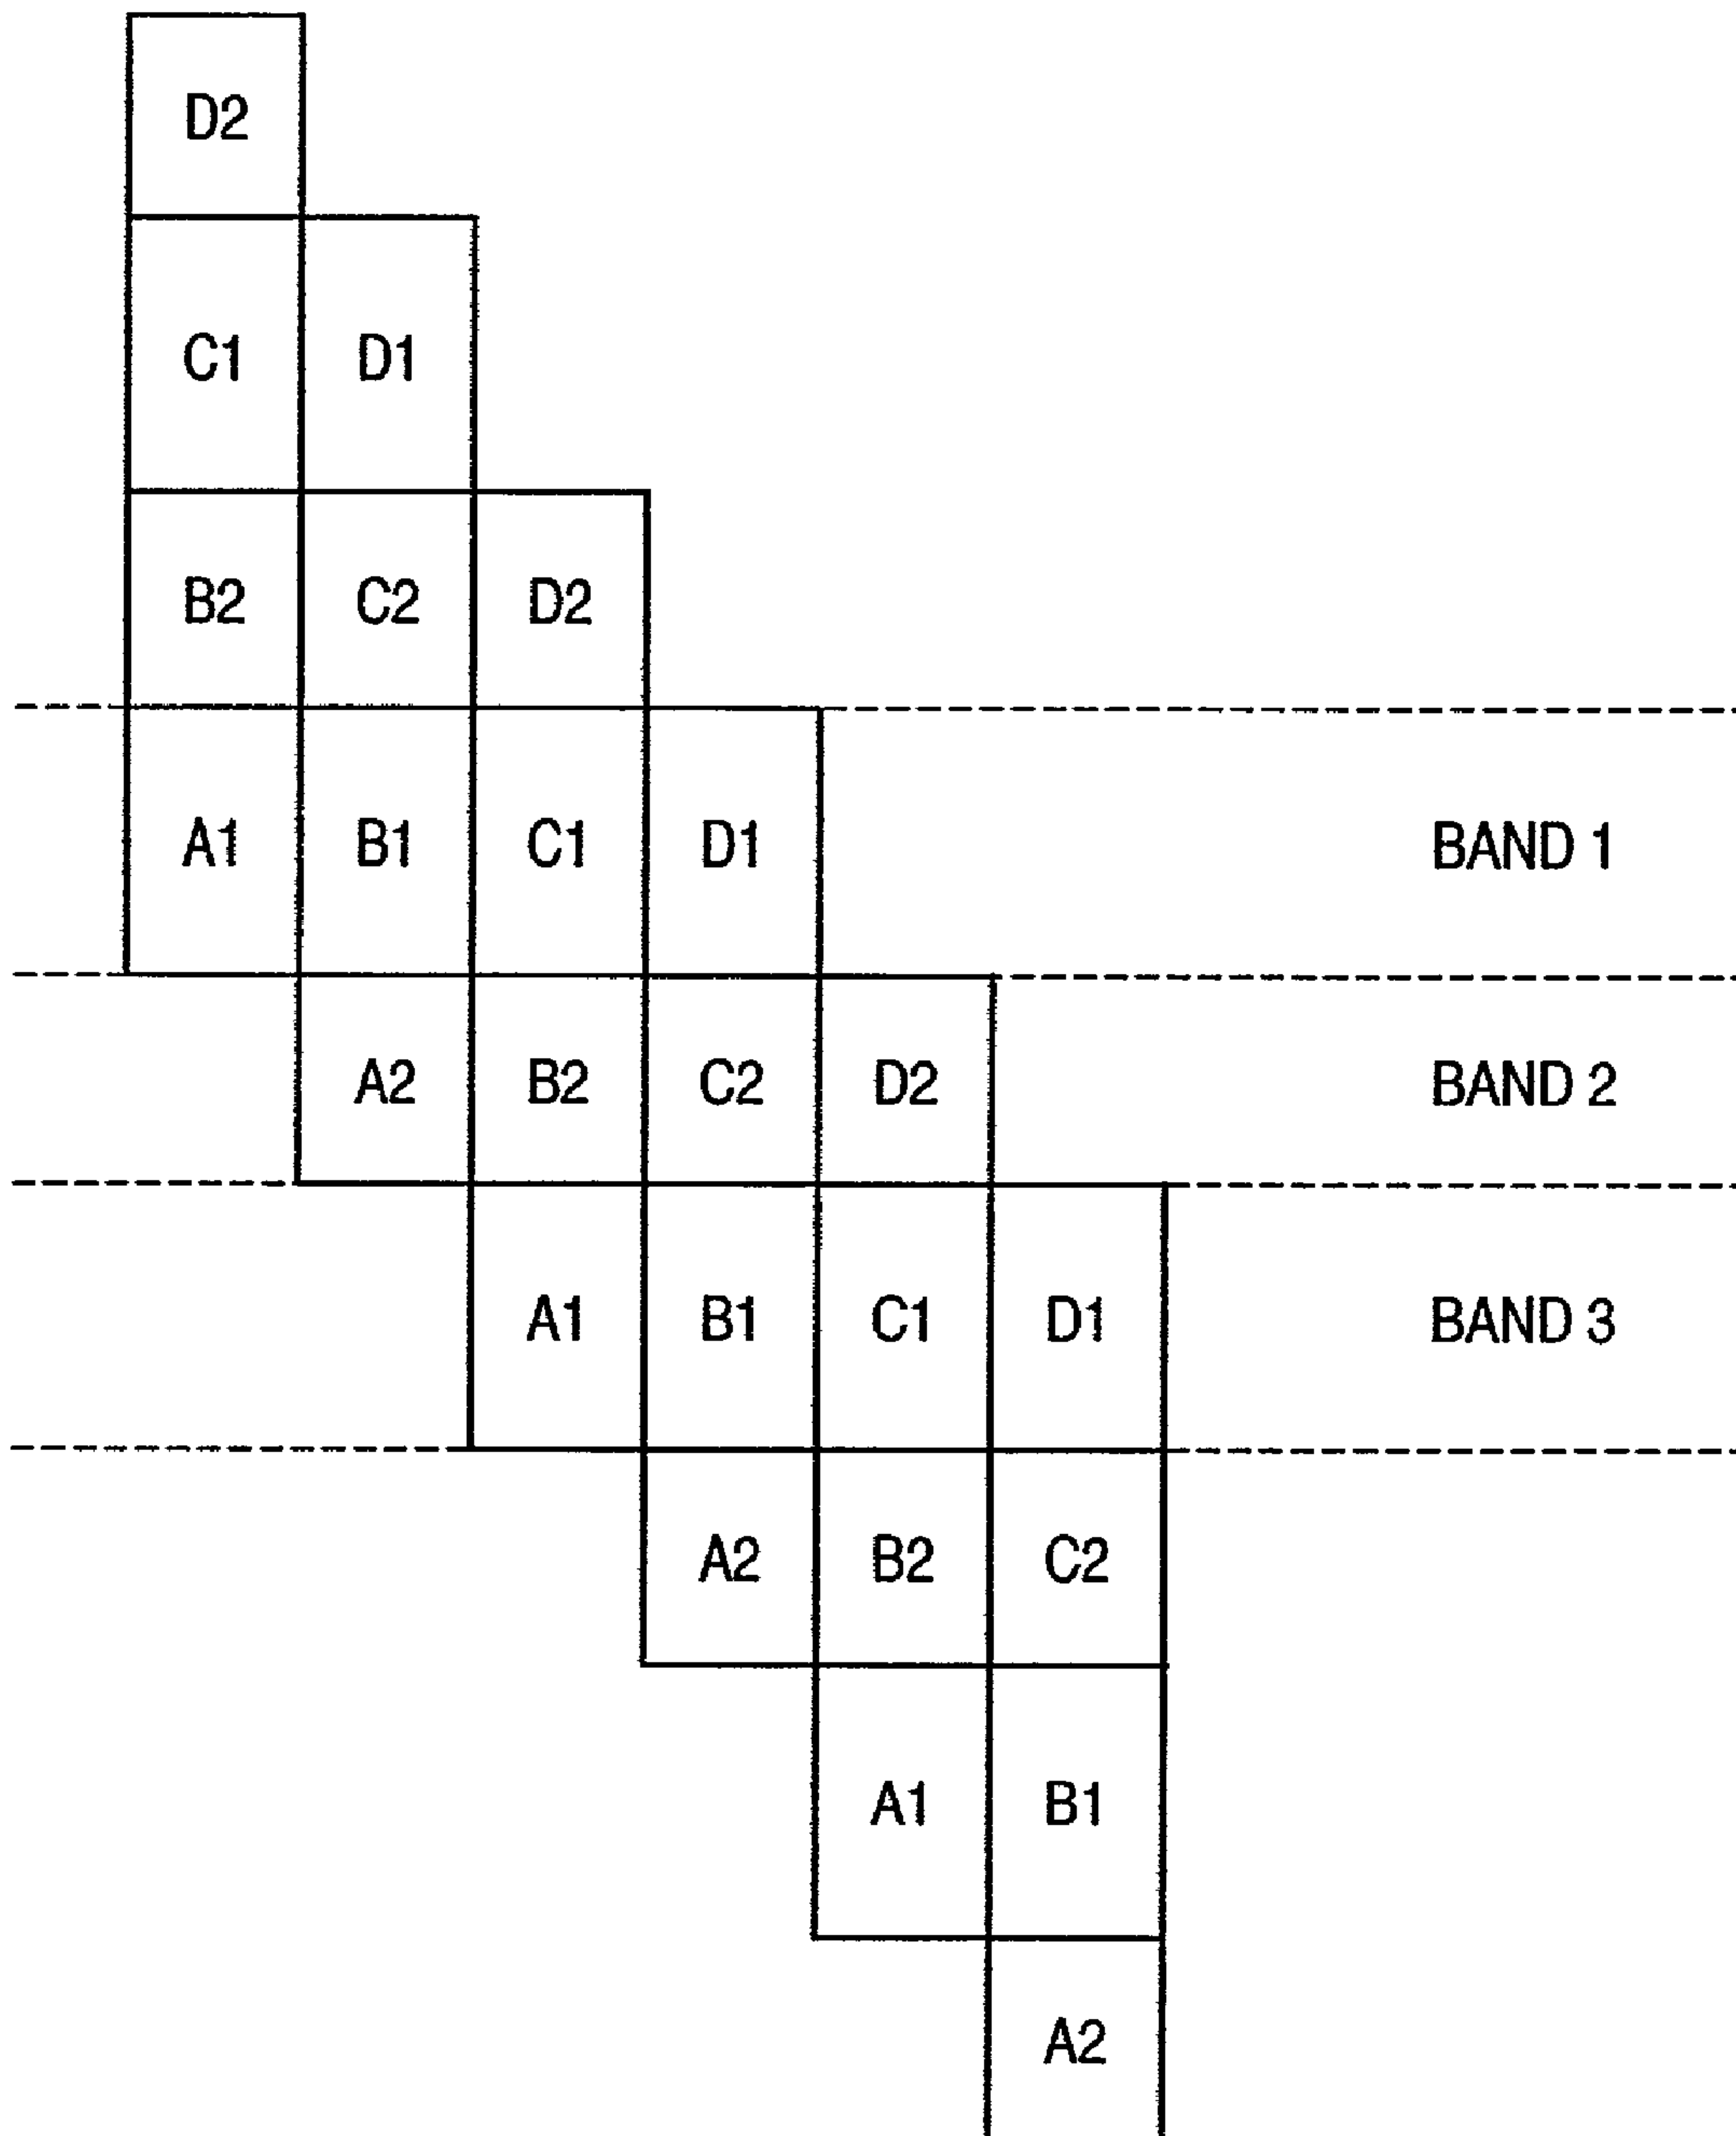 D2
C1 D1
B2 C2 D2
A1 B1 C1 D1 BAND 1
A2 B2 C2 D2 BAND 2
A1 B1 C1 D1 BAND 3
A2 B2 C2
A1 B1
A2